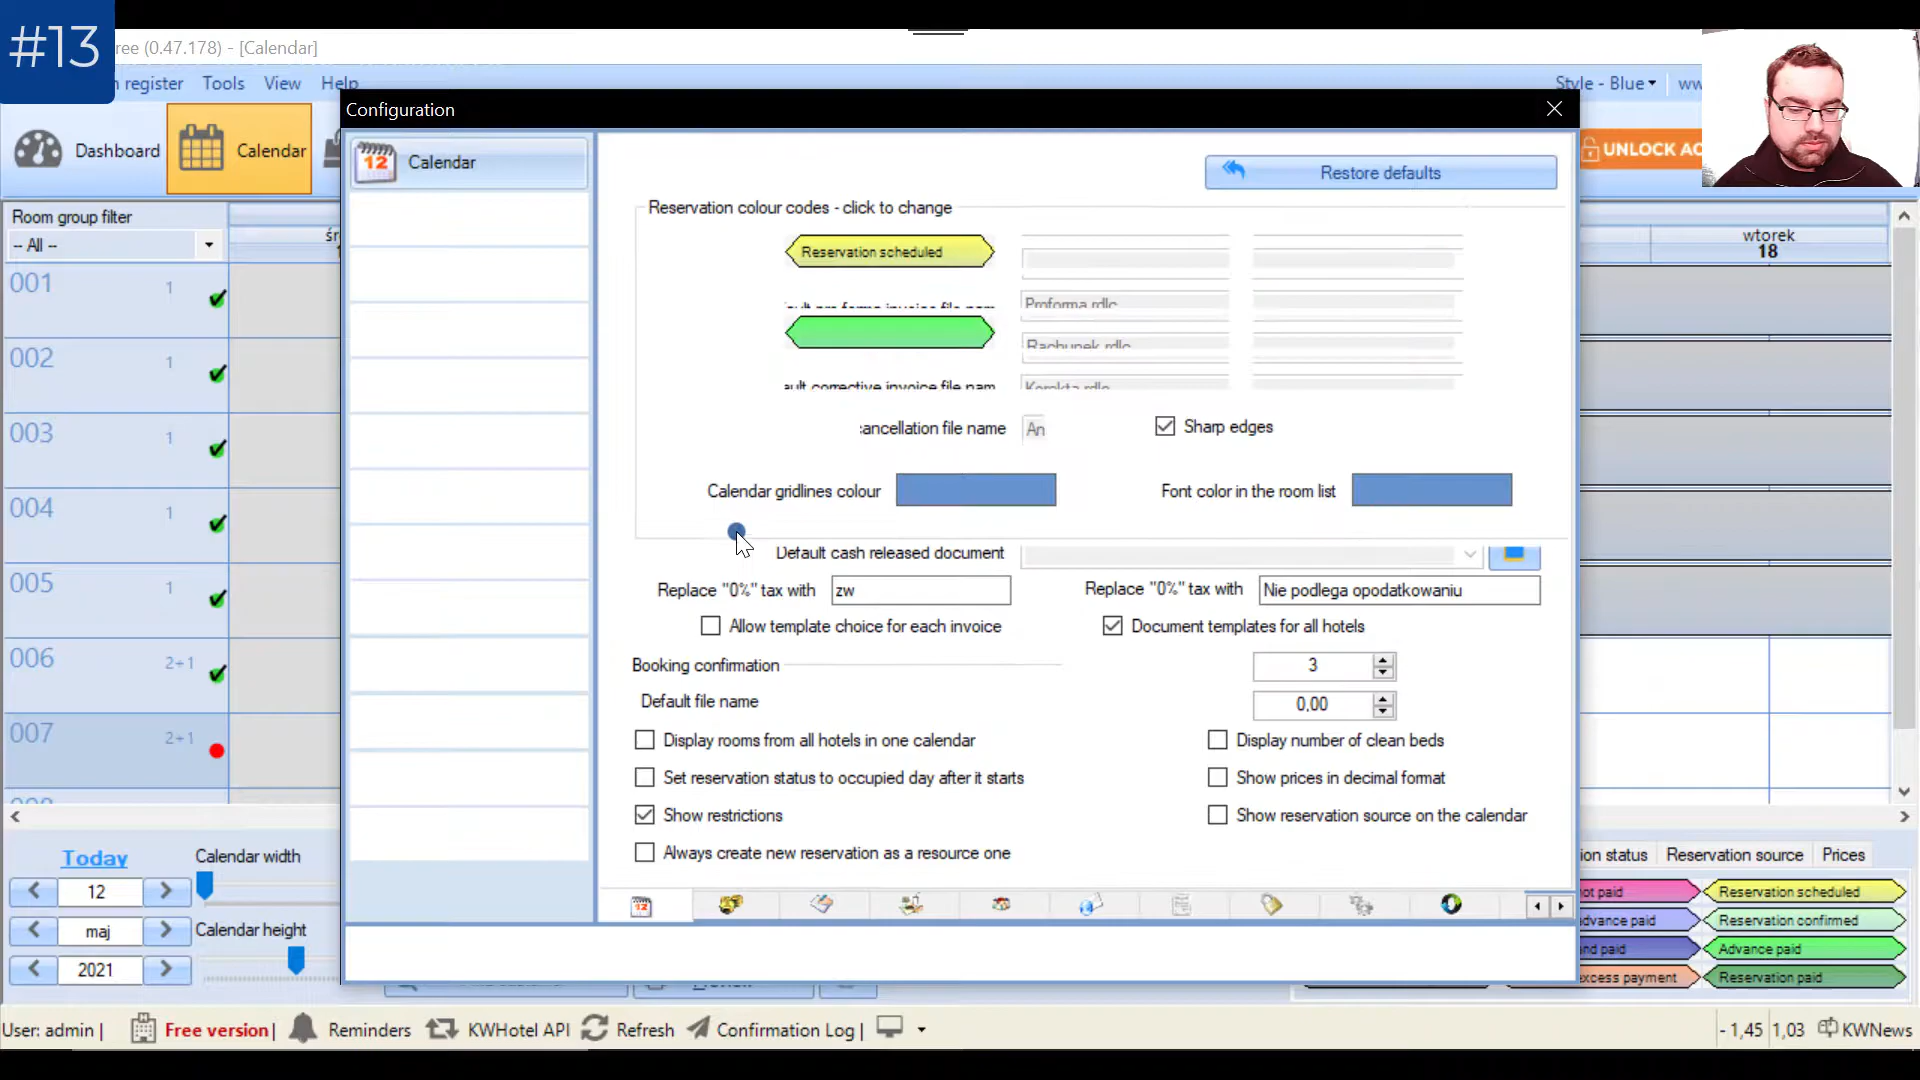 #13
ree (0.47.178) - [Calendar]
register Tools View Help
Style - Blue
Configuration
Dashboard
Calendar
UNLOCK
Calendar
Restore defaults
Room group filter
-- All --
wtorek
18
Reservation colour codes - click to change
Reservation scheduled
Proforma.rdlc
Rachunek.rdlc
Korekta.rdlc
cancellation file name An
Sharp edges
Calendar gridlines colour
Font color in the room list
Default cash released document
Replace "0%" tax with zw
Replace "0%" tax with Nie podlega opodatkowaniu
Allow template choice for each invoice
Document templates for all hotels
Booking confirmation
3
Default file name
0,00
Display rooms from all hotels in one calendar
Display number of clean beds
Set reservation status to occupied day after it starts
Show prices in decimal format
Show restrictions
Show reservation source on the calendar
Always create new reservation as a resource one
001 1
002 1
003 1
004 1
005 1
006 2+1
007 2+1
Today
Calendar width
12
maj
Calendar height
2021
ion status Reservation source Prices
not paid Reservation scheduled
advance paid Reservation confirmed
nd paid Advance paid
excess payment Reservation paid
User: admin | Free version | Reminders KWHotel API Refresh Confirmation Log |
- 1,45 1,03 KWNews